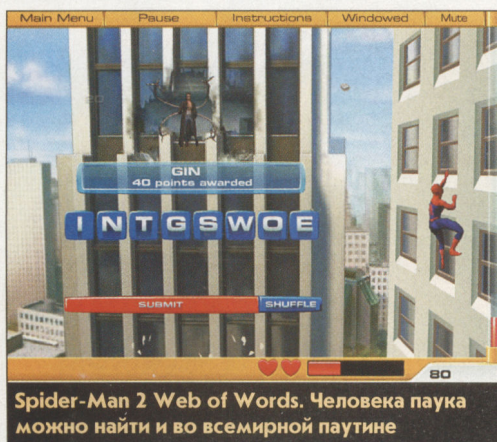 Main Menu Pause Instructions Windowed Mute
20
GIN
40 points awarded
I N T G S W O E
SUBMIT SHUFFLE
80
Spider-Man 2 Web of Words. Человека паука
можно найти и во всемирной паутине